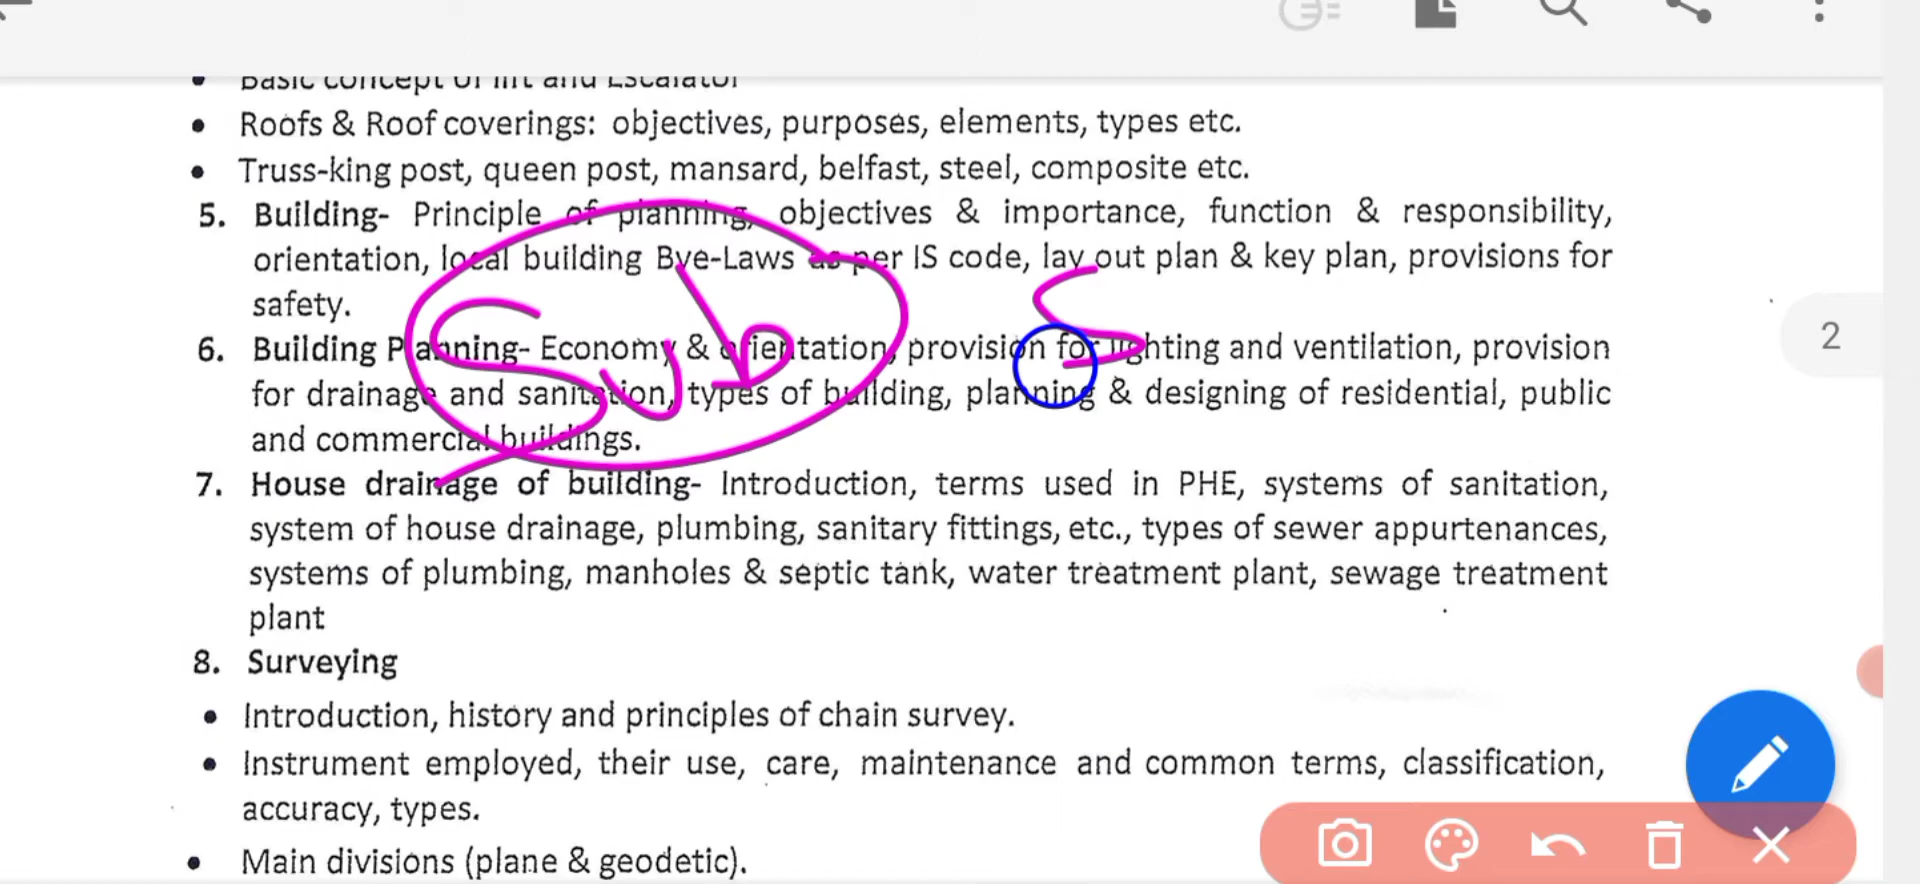 Basic concept of lift and Escalator
Roofs & Roof coverings: objectives, purposes, elements, types etc.
Truss-king post, queen post, mansard, belfast, steel, composite etc.
5. Building- Principle of planning, objectives & importance, function & responsibility,
orientation, local building Bye-Laws as per IS code, lay out plan & key plan, provisions for
safety.
6. Building Planning- Economy & orientation, provision for lighting and ventilation, provision
for drainage and sanitation, types of building, planning & designing of residential, public
and commercial buildings.
Sub
S
2
7. House drainage of building- Introduction, terms used in PHE, systems of sanitation,
system of house drainage, plumbing, sanitary fittings, etc., types of sewer appurtenances,
systems of plumbing, manholes & septic tank, water treatment plant, sewage treatment
plant
8. Surveying
Introduction, history and principles of chain survey.
Instrument employed, their use, care, maintenance and common terms, classification,
accuracy, types.
Main divisions (plane & geodetic).